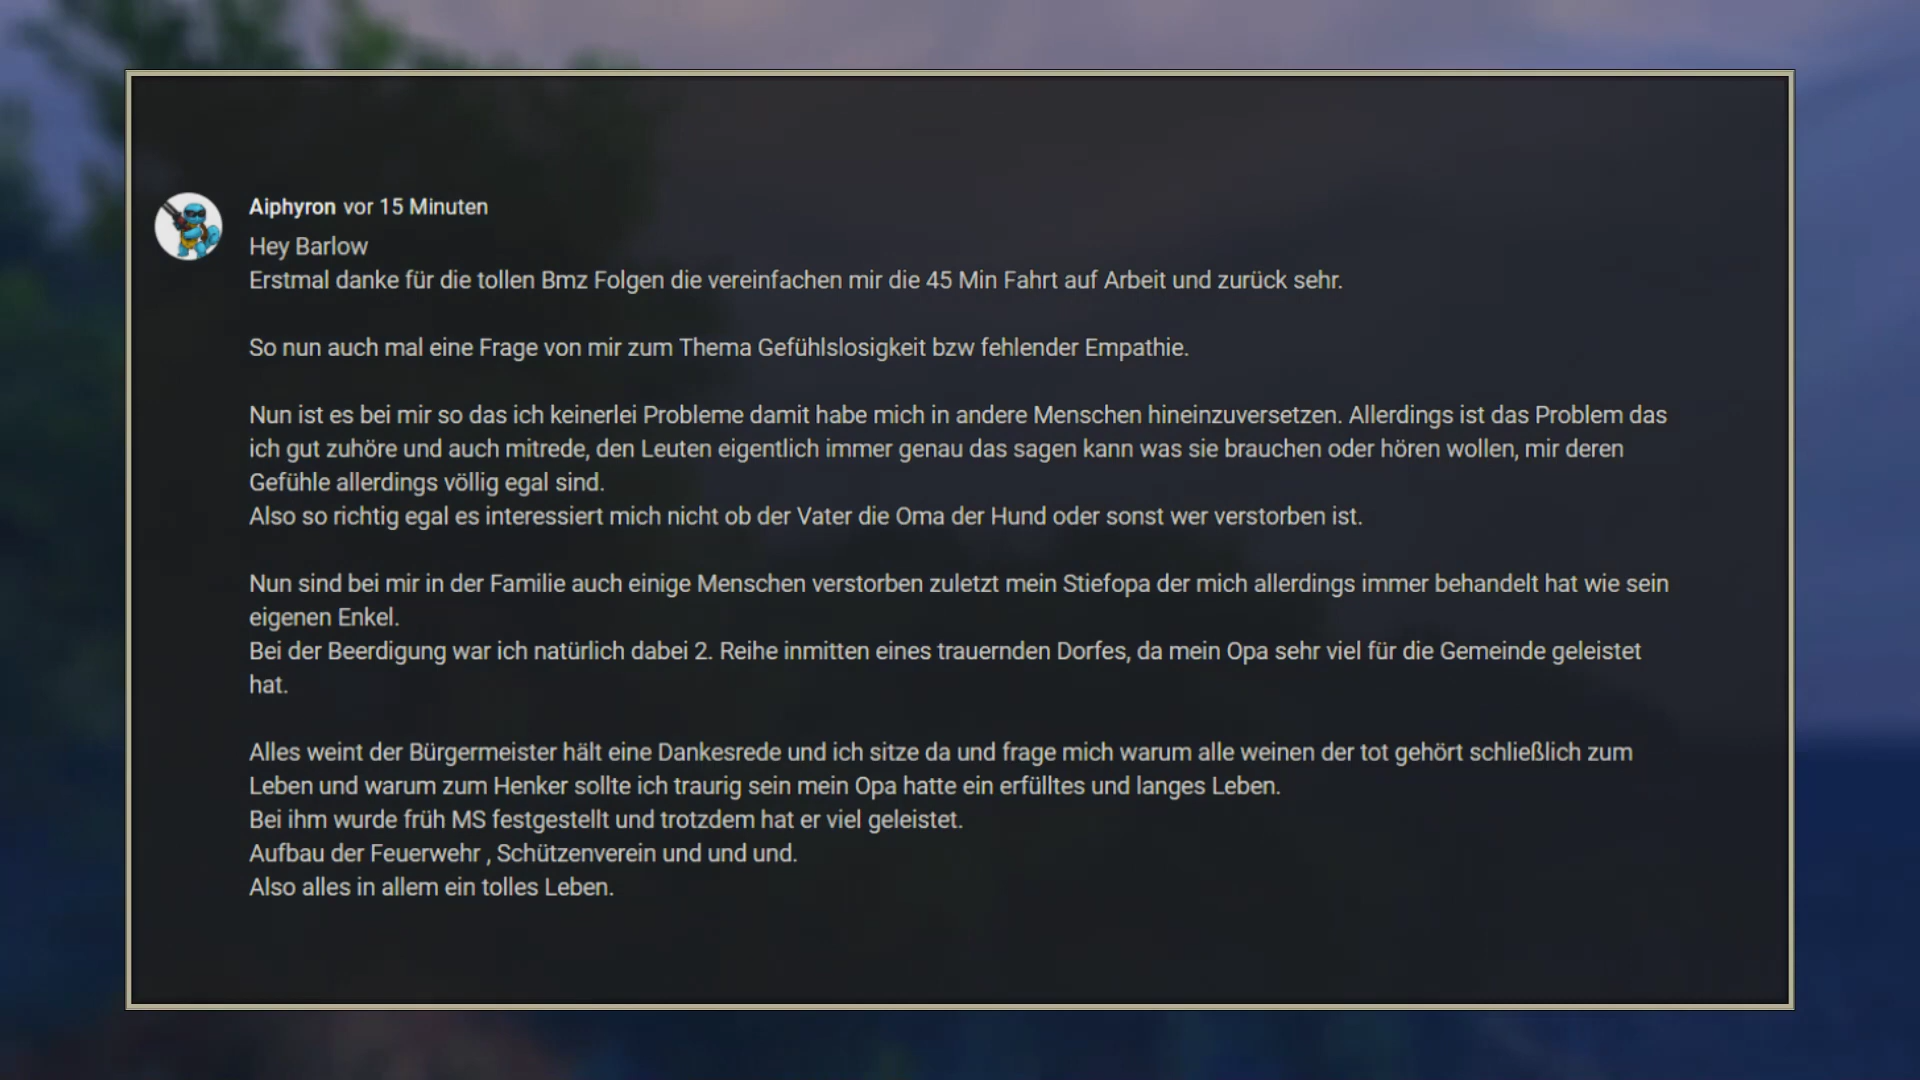 Aiphyron vor 15 Minuten
Hey Barlow
Erstmal danke für die tollen Bmz Folgen die vereinfachen mir die 45 Min Fahrt auf Arbeit und zurück sehr.
So nun auch mal eine Frage von mir zum Thema Gefühlslosigkeit bzw fehlender Empathie.
Nun ist es bei mir so das ich keinerlei Probleme damit habe mich in andere Menschen hineinzuversetzen. Allerdings ist das Problem das
ich gut zuhöre und auch mitrede, den Leuten eigentlich immer genau das sagen kann was sie brauchen oder hören wollen, mir deren
Gefühle allerdings völlig egal sind.
Also so richtig egal es interessiert mich nicht ob der Vater die Oma der Hund oder sonst wer verstorben ist.
Nun sind bei mir in der Familie auch einige Menschen verstorben zuletzt mein Stiefopa der mich allerdings immer behandelt hat wie sein
eigenen Enkel.
Bei der Beerdigung war ich natürlich dabei 2. Reihe inmitten eines trauernden Dorfes, da mein Opa sehr viel für die Gemeinde geleistet
hat.
Alles weint der Bürgermeister hält eine Dankesrede und ich sitze da und frage mich warum alle weinen der tot gehört schließlich zum
Leben und warum zum Henker sollte ich traurig sein mein Opa hatte ein erfülltes und langes Leben.
Bei ihm wurde früh MS festgestellt und trotzdem hat er viel geleistet.
Aufbau der Feuerwehr , Schützenverein und und und.
Also alles in allem ein tolles Leben.